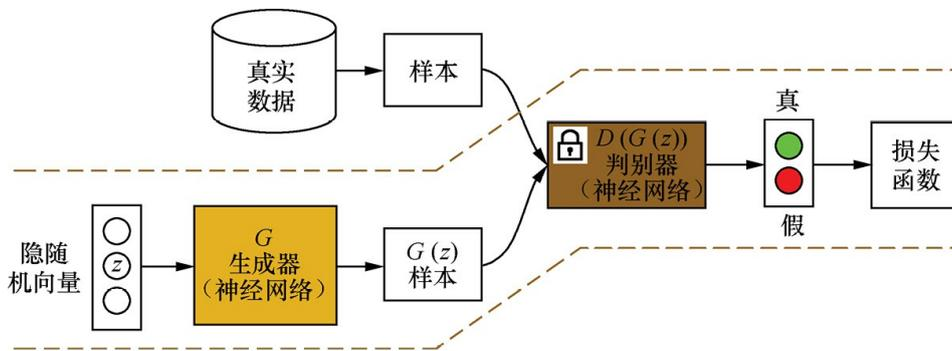 真实
数据
样本
隐随
机向量
z
G
生成器
（神经网络）
G (z)
样本
D (G (z))
判别器
（神经网络）
真
假
损失
函数